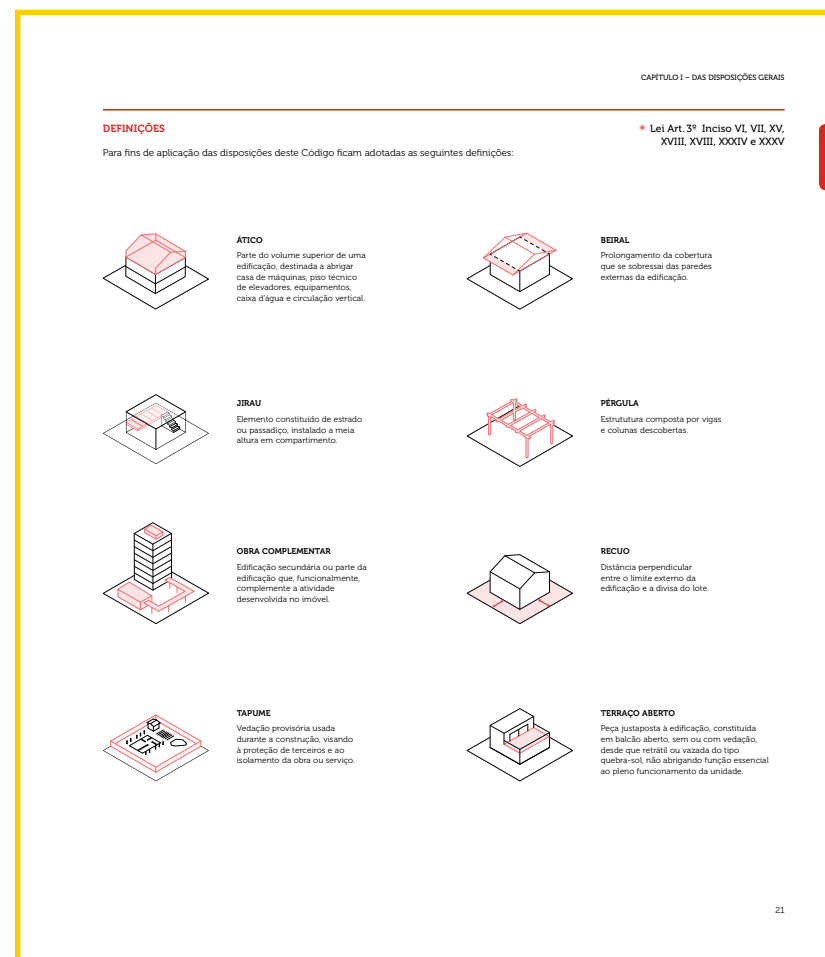 CAPÍTULO I – DAS DISPOSIÇÕES GERAIS
DEFINIÇÕES
* Lei Art. 3º Inciso VI, VII, XV,
XVIII, XVIII, XXXIV e XXXV
Para fins de aplicação das disposições deste Código ficam adotadas as seguintes definições:
ÁTICO
Parte do volume superior de uma
edificação, destinada a abrigar
casa de máquinas, piso técnico
de elevadores, equipamentos,
caixa d'água e circulação vertical.
BEIRAL
Prolongamento da cobertura
que se sobressai das paredes
externas da edificação.
JIRAU
Elemento constituído de estrado
ou passadiço, instalado a meia
altura em compartimento.
PÉRGULA
Estrututura composta por vigas
e colunas descobertas.
OBRA COMPLEMENTAR
Edificação secundária ou parte da
edificação que, funcionalmente,
complemente a atividade
desenvolvida no imóvel.
RECUO
Distância perpendicular
entre o limite externo da
edificação e a divisa do lote.
TAPUME
Vedação provisória usada
durante a construção, visando
à proteção de terceiros e ao
isolamento da obra ou serviço.
TERRAÇO ABERTO
Peça justaposta à edificação, constituída
em balcão aberto, sem ou com vedação,
desde que retrátil ou vazada do tipo
quebra-sol, não abrigando função essencial
ao pleno funcionamento da unidade.
21